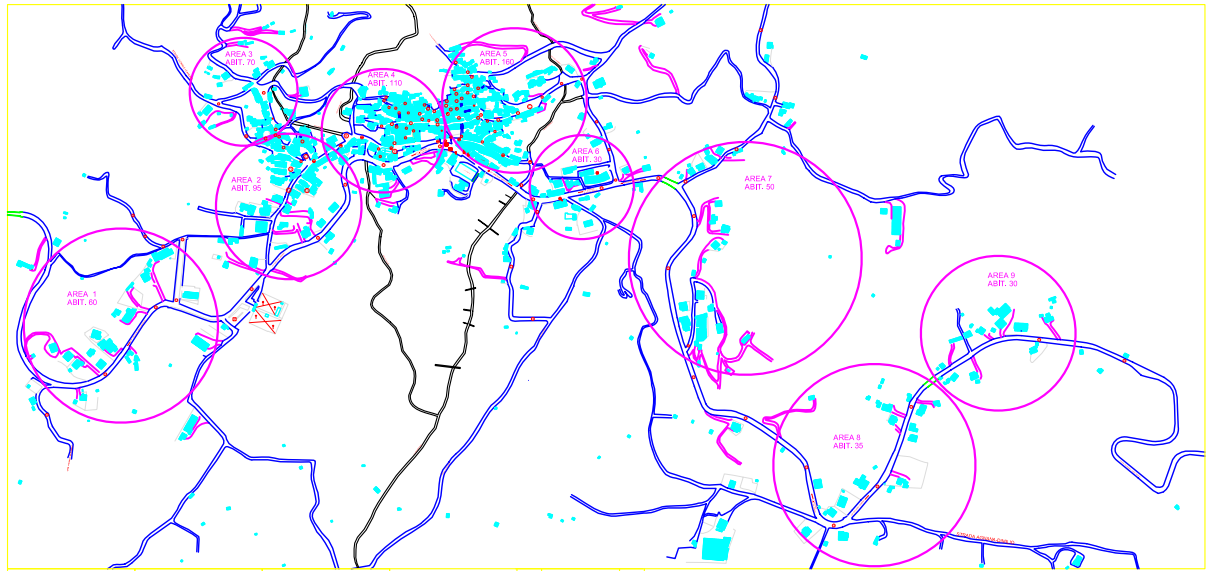 AREA 3
ABIT. 70
AREA 4
ABIT. 110
AREA 5
ABIT. 160
AREA 2
ABIT. 95
AREA 6
ABIT. 30
AREA 7
ABIT. 50
AREA 1
ABIT. 60
AREA 9
ABIT. 30
AREA 8
ABIT. 35